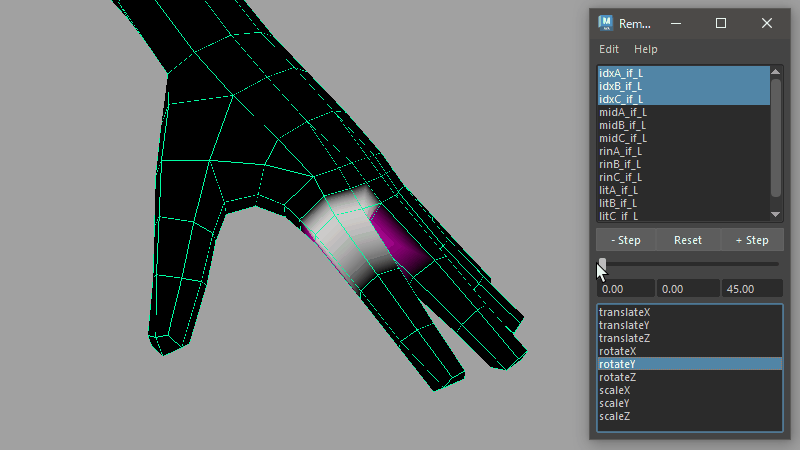 Rem...
Edit Help
idxA_if_L
idxB_if_L
idxC_if_L
midA_if_L
midB_if_L
midC_if_L
rinA_if_L
rinB_if_L
rinC_if_L
litA_if_L
litB_if_L
litC_if_L
- Step Reset + Step
0.00 0.00 45.00
translateX
translateY
translateZ
rotateX
rotateY
rotateZ
scaleX
scaleY
scaleZ